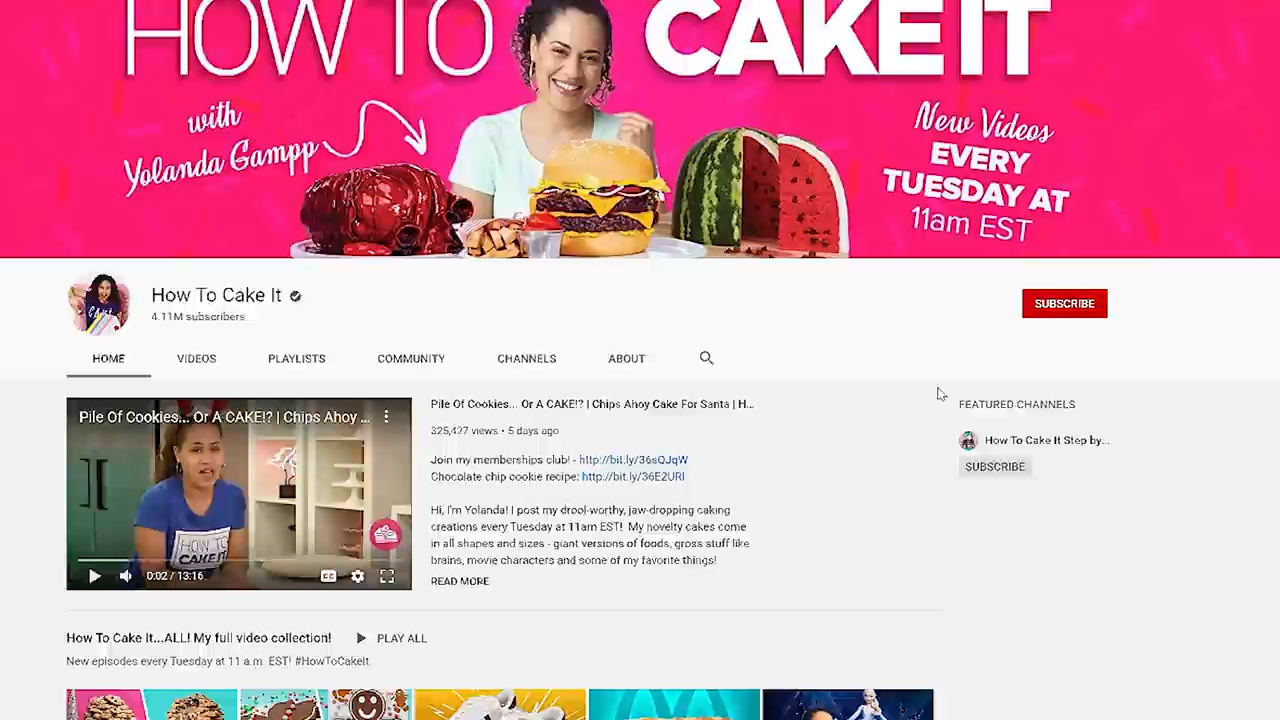 HOW TO CAKE IT
with
Yolanda Gampp
New Videos
EVERY
TUESDAY AT
11am EST
How To Cake It
4.11M subscribers
SUBSCRIBE
HOME VIDEOS PLAYLISTS COMMUNITY CHANNELS ABOUT
Pile Of Cookies... Or A CAKE!? | Chips Ahoy ...
HOW TO
CAKE IT
0:02 / 13:16
CC
Pile Of Cookies... Or A CAKE!? | Chips Ahoy Cake For Santa | H...
325,427 views • 5 days ago
Join my memberships club! - http://bit.ly/36sQJqW
Chocolate chip cookie recipe: http://bit.ly/36E2URl
Hi, I'm Yolanda! I post my drool-worthy, jaw-dropping caking
creations every Tuesday at 11am EST! My novelty cakes come
in all shapes and sizes - giant versions of foods, gross stuff like
brains, movie characters and some of my favorite things!
READ MORE
FEATURED CHANNELS
How To Cake It Step by...
SUBSCRIBE
How To Cake It...ALL! My full video collection! PLAY ALL
New episodes every Tuesday at 11 a.m. EST! #HowToCakeIt